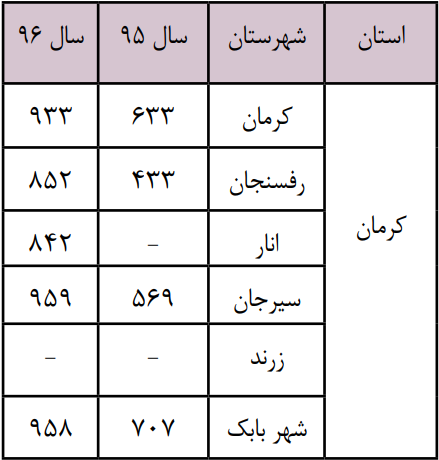 استان شهرستان سال ۹۵ سال ۹۶
کرمان ۶۳۳ ۹۳۳
رفسنجان ۴۳۳ ۸۵۲
کرمان
انار – ۸۴۲
سیرجان ۵۶۹ ۹۵۹
زرند – –
شهر بابک ۷۰۷ ۹۵۸